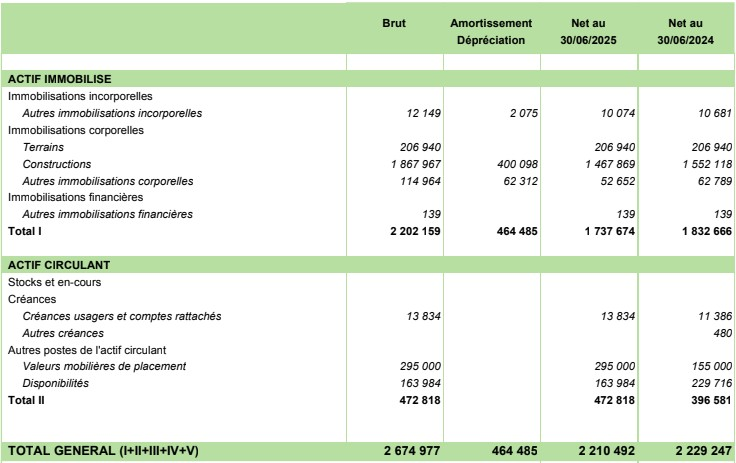 Brut Amortissement Net au Net au
Dépréciation 30/06/2025 30/06/2024
ACTIF IMMOBILISE
Immobilisations incorporelles
Autres immobilisations incorporelles 12 149 2 075 10 074 10 681
Immobilisations corporelles
Terrains 206 940 206 940 206 940
Constructions 1 867 967 400 098 1 467 869 1 552 118
Autres immobilisations corporelles 114 964 62 312 52 652 62 789
Immobilisations financières
Autres immobilisations financières 139 139 139
Total I 2 202 159 464 485 1 737 674 1 832 666
ACTIF CIRCULANT
Stocks et en-cours
Créances
Créances usagers et comptes rattachés 13 834 13 834 11 386
Autres créances 480
Autres postes de l'actif circulant
Valeurs mobilières de placement 295 000 295 000 155 000
Disponibilités 163 984 163 984 229 716
Total II 472 818 472 818 396 581
TOTAL GENERAL (I+II+III+IV+V) 2 674 977 464 485 2 210 492 2 229 247